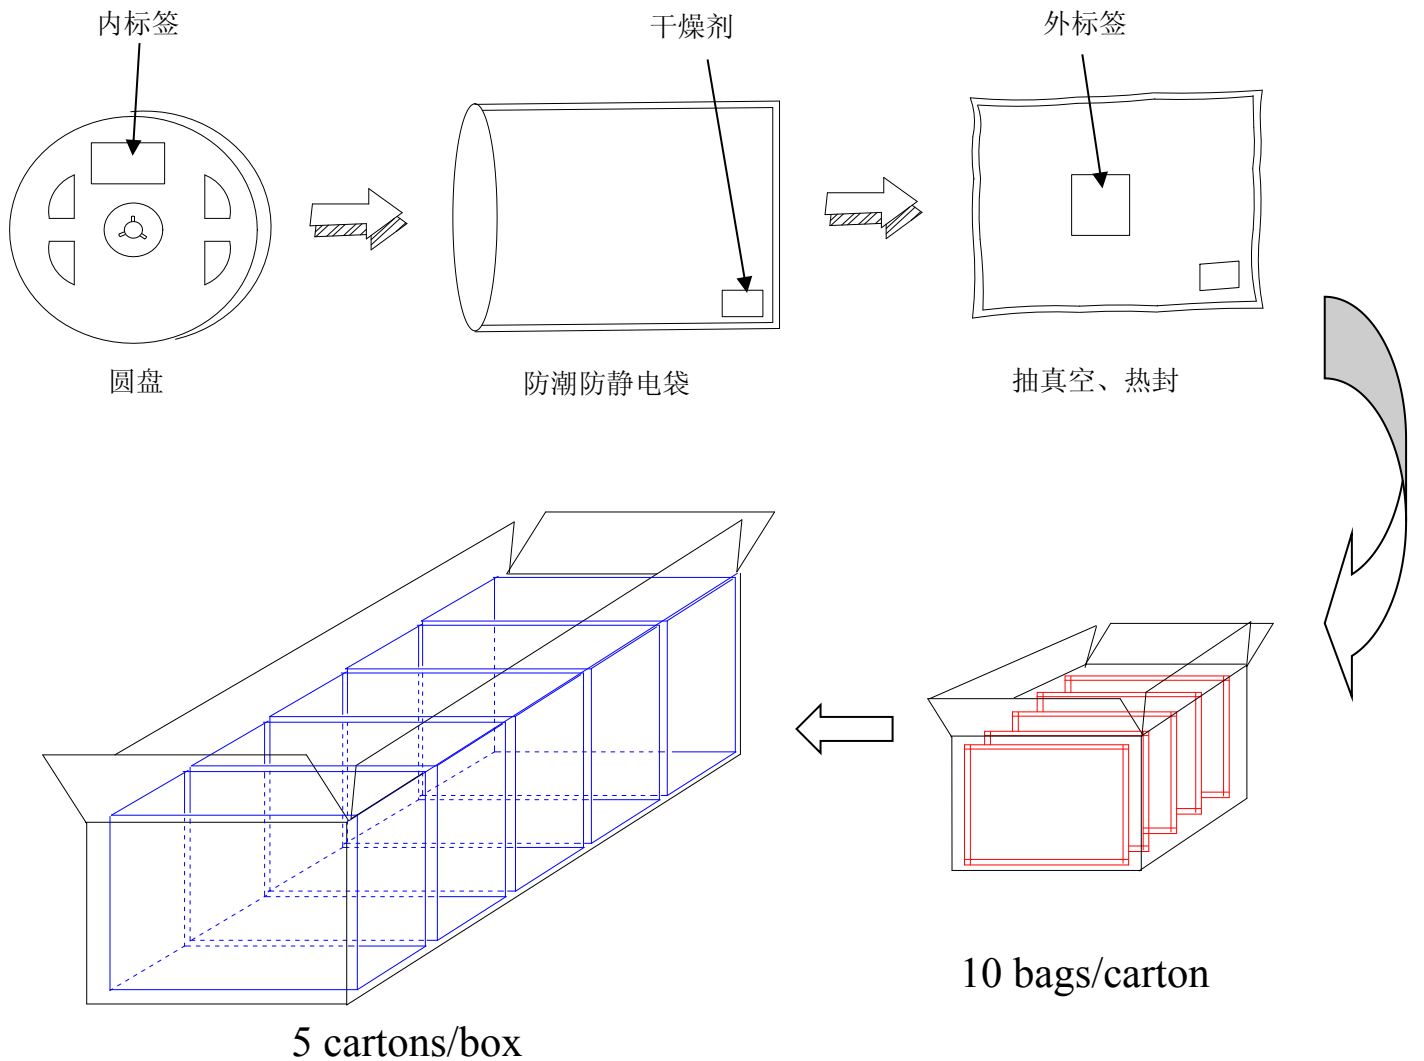 内标签
干燥剂
外标签
圆盘
防潮防静电袋
抽真空、热封
10 bags/carton
5 cartons/box